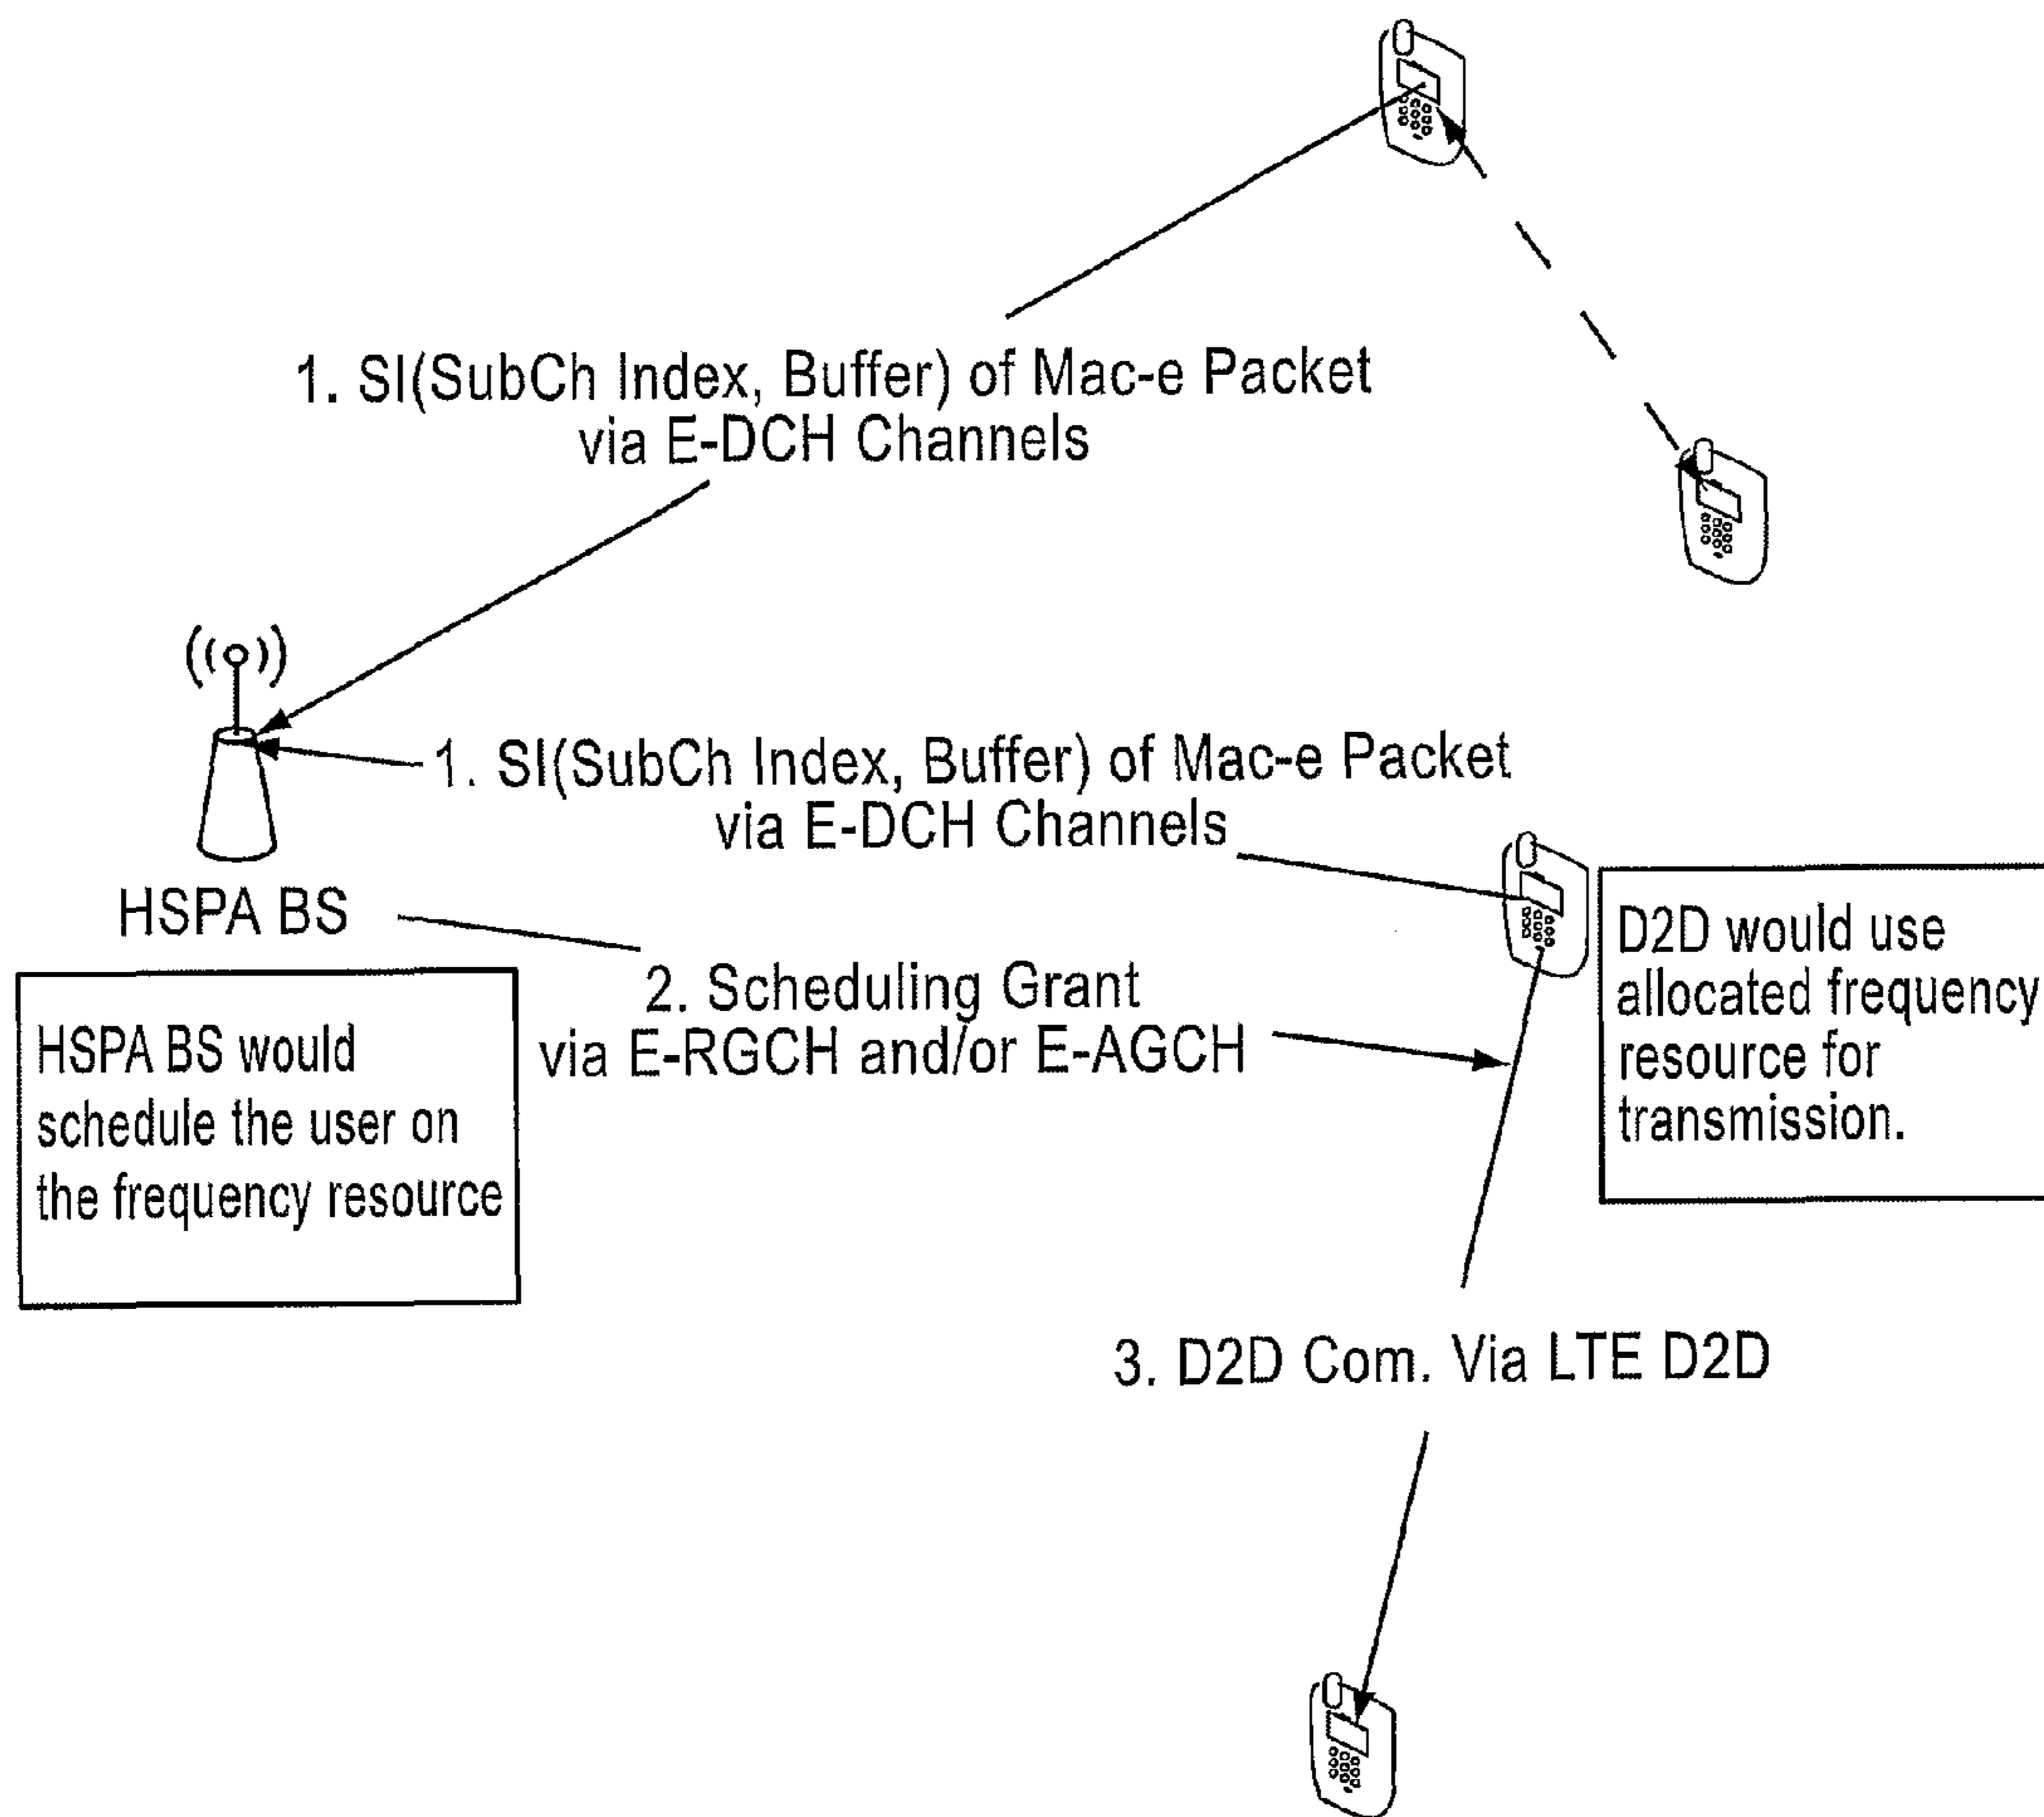 1. SI(SubCh Index, Buffer) of Mac-e Packet
via E-DCH Channels
1. SI(SubCh Index, Buffer) of Mac-e Packet
via E-DCH Channels
HSPA BS
2. Scheduling Grant
via E-RGCH and/or E-AGCH
HSPA BS would
schedule the user on
the frequency resource
D2D would use
allocated frequency
resource for
transmission.
3. D2D Com. Via LTE D2D